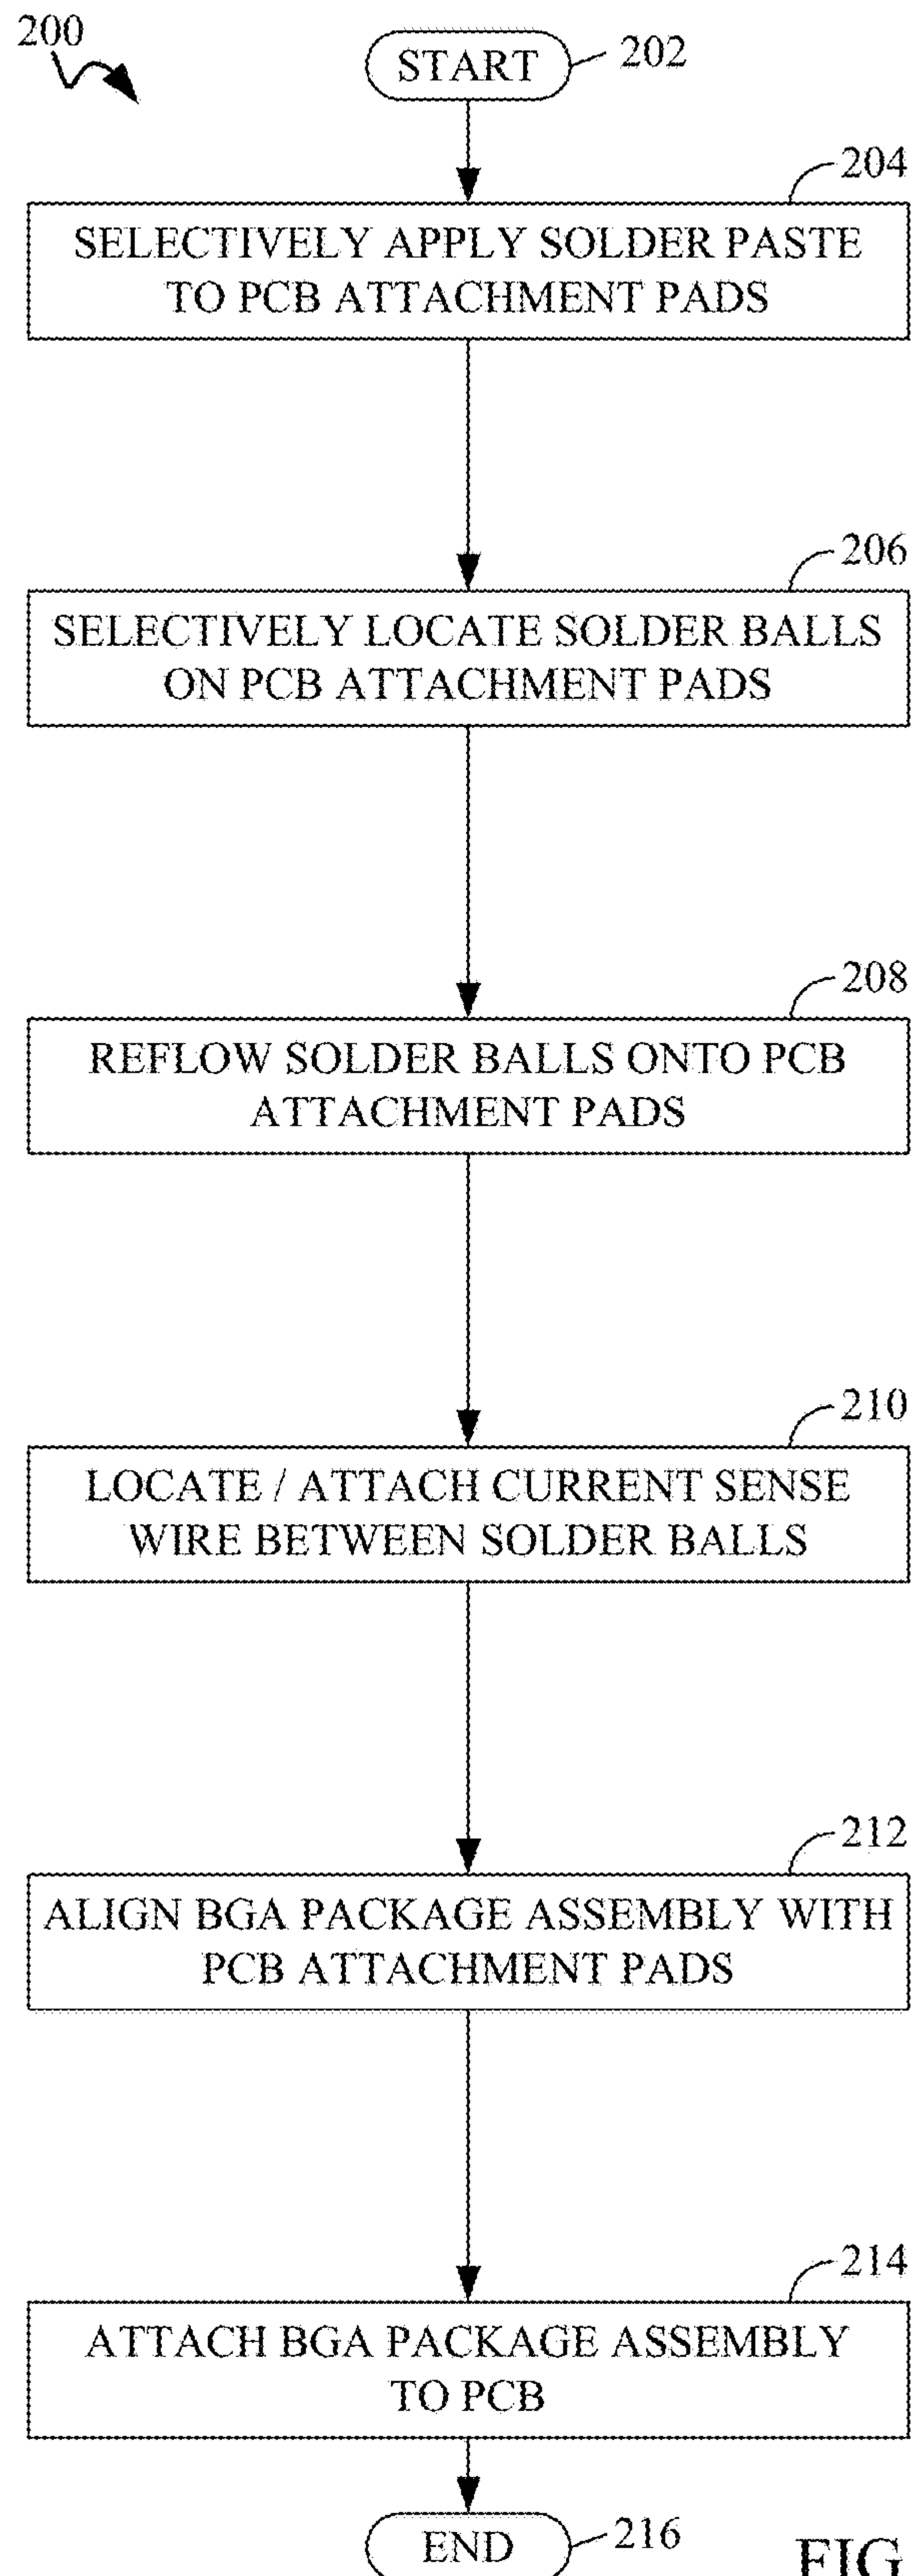 200
START
202
204
SELECTIVELY APPLY SOLDER PASTE
TO PCB ATTACHMENT PADS
206
SELECTIVELY LOCATE SOLDER BALLS
ON PCB ATTACHMENT PADS
208
REFLOW SOLDER BALLS ONTO PCB
ATTACHMENT PADS
210
LOCATE / ATTACH CURRENT SENSE
WIRE BETWEEN SOLDER BALLS
212
ALIGN BGA PACKAGE ASSEMBLY WITH
PCB ATTACHMENT PADS
214
ATTACH BGA PACKAGE ASSEMBLY
TO PCB
END
216
FIG